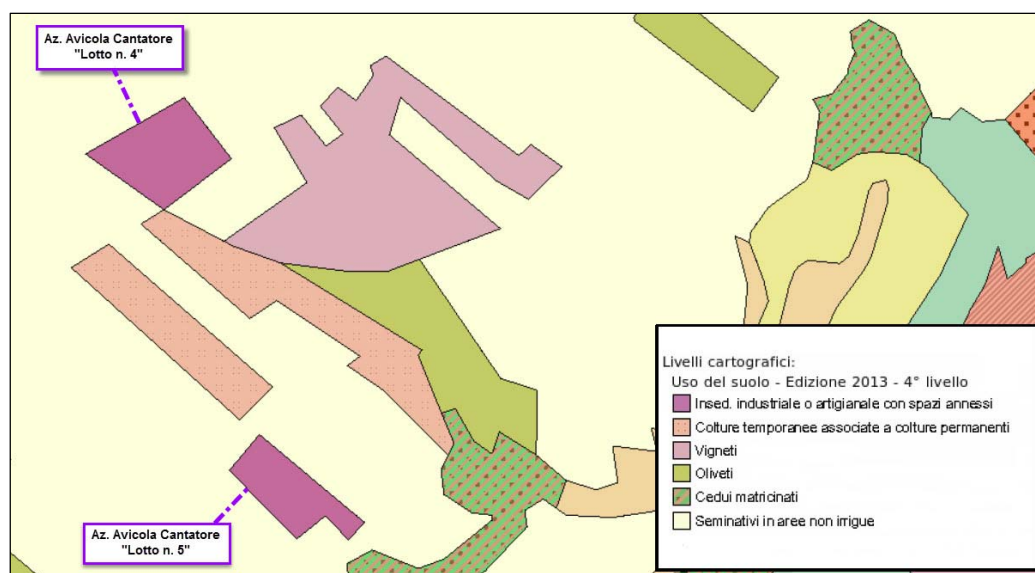 Az. Avicola Cantatore
"Lotto n. 4"
Az. Avicola Cantatore
"Lotto n. 5"
Livelli cartografici:
Uso del suolo - Edizione 2013 - 4° livello
Insed. industriale o artigianale con spazi annessi
Colture temporanee associate a colture permanenti
Vigneti
Oliveti
Cedui matricinati
Seminativi in aree non irrigue